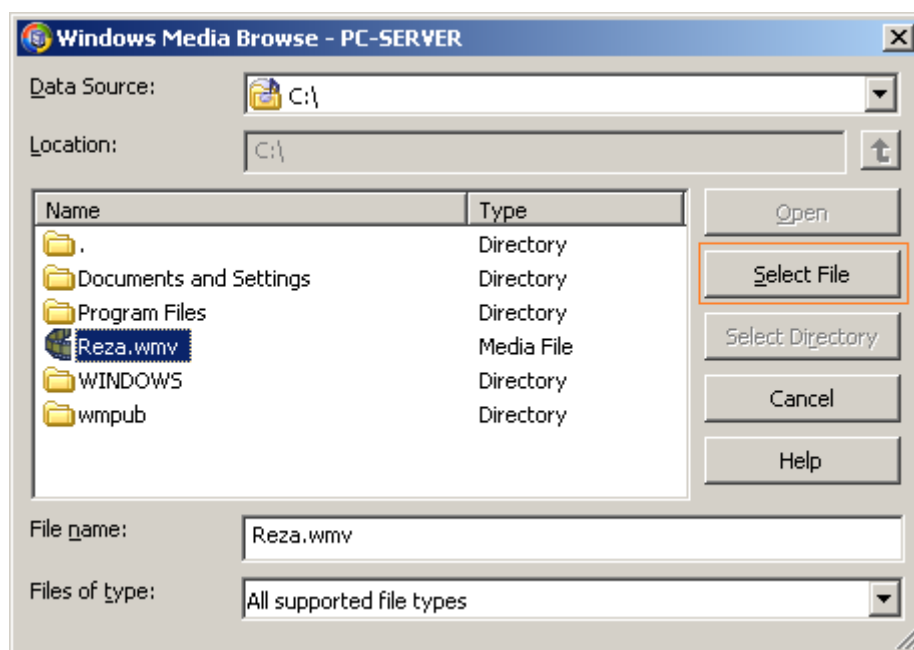 Windows Media Browse - PC-SERVER
Data Source:
C:\
Location:
C:\
Name Type
. Directory
Documents and Settings Directory
Program Files Directory
Reza.wmv Media File
WINDOWS Directory
wmpub Directory
Open
Select File
Select Directory
Cancel
Help
File name:
Reza.wmv
Files of type:
All supported file types